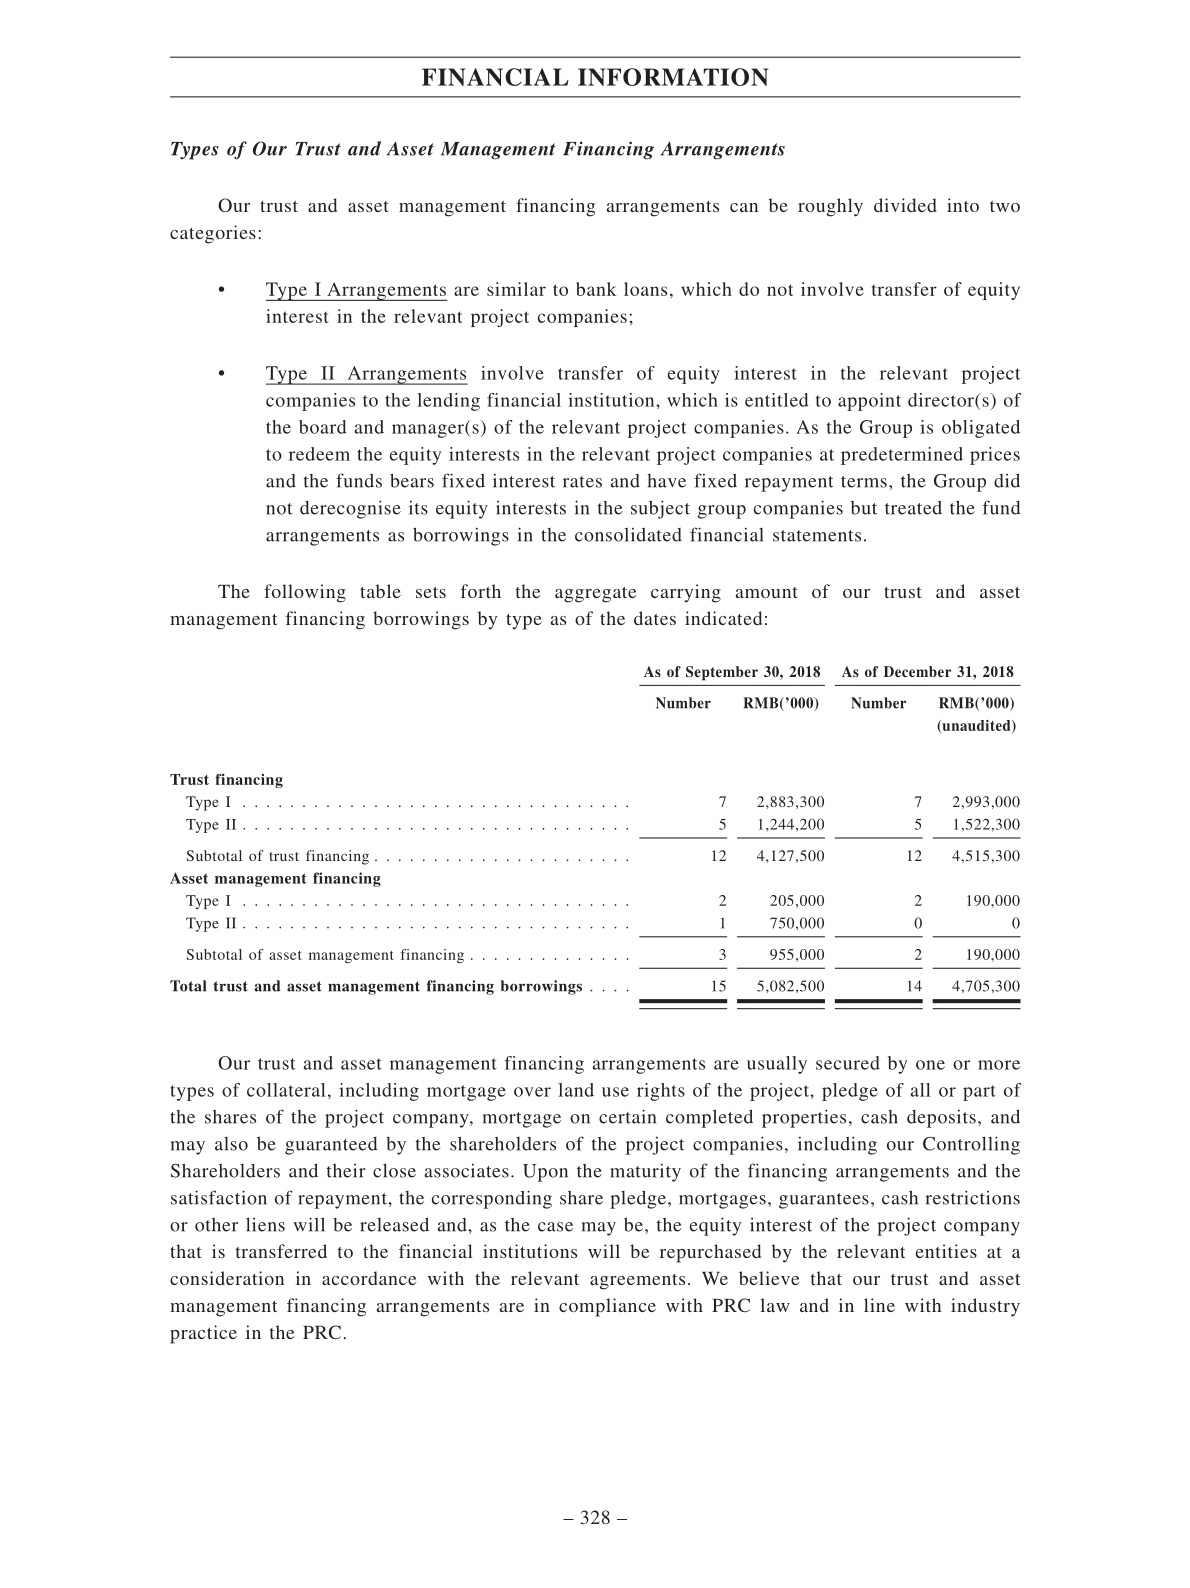 FINANCIAL INFORMATION
Types of Our Trust and Asset Management Financing Arrangements
Our trust and asset management financing arrangements can be roughly divided into two
categories:
• Type I Arrangements are similar to bank loans, which do not involve transfer of equity
interest in the relevant project companies;
• Type II Arrangements involve transfer of equity interest in the relevant project
companies to the lending financial institution, which is entitled to appoint director(s) of
the board and manager(s) of the relevant project companies. As the Group is obligated
to redeem the equity interests in the relevant project companies at predetermined prices
and the funds bears fixed interest rates and have fixed repayment terms, the Group did
not derecognise its equity interests in the subject group companies but treated the fund
arrangements as borrowings in the consolidated financial statements.
The following table sets forth the aggregate carrying amount of our trust and asset
management financing borrowings by type as of the dates indicated:
As of September 30, 2018 As of December 31, 2018
Number RMB('000) Number RMB('000)
(unaudited)
Trust financing
Type I . . . . . . . . . . . . . . . . . . . . . . . . . . . . . . . . . 7 2,883,300 7 2,993,000
Type II . . . . . . . . . . . . . . . . . . . . . . . . . . . . . . . . . 5 1,244,200 5 1,522,300
Subtotal of trust financing . . . . . . . . . . . . . . . . . . . . . . 12 4,127,500 12 4,515,300
Asset management financing
Type I . . . . . . . . . . . . . . . . . . . . . . . . . . . . . . . . . 2 205,000 2 190,000
Type II . . . . . . . . . . . . . . . . . . . . . . . . . . . . . . . . . 1 750,000 0 0
Subtotal of asset management financing . . . . . . . . . . . . . . 3 955,000 2 190,000
Total trust and asset management financing borrowings . . . . 15 5,082,500 14 4,705,300
Our trust and asset management financing arrangements are usually secured by one or more
types of collateral, including mortgage over land use rights of the project, pledge of all or part of
the shares of the project company, mortgage on certain completed properties, cash deposits, and
may also be guaranteed by the shareholders of the project companies, including our Controlling
Shareholders and their close associates. Upon the maturity of the financing arrangements and the
satisfaction of repayment, the corresponding share pledge, mortgages, guarantees, cash restrictions
or other liens will be released and, as the case may be, the equity interest of the project company
that is transferred to the financial institutions will be repurchased by the relevant entities at a
consideration in accordance with the relevant agreements. We believe that our trust and asset
management financing arrangements are in compliance with PRC law and in line with industry
practice in the PRC.
– 328 –